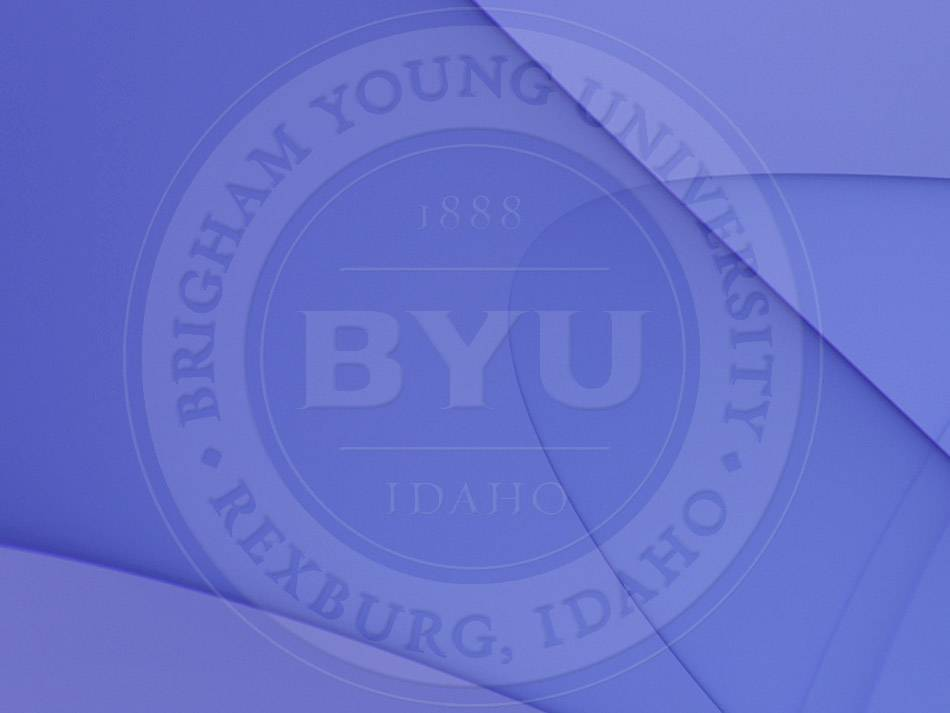 BRIGHAM YOUNG UNIVERSITY
1888
BYU
IDAHO
• REXBURG, IDAHO •